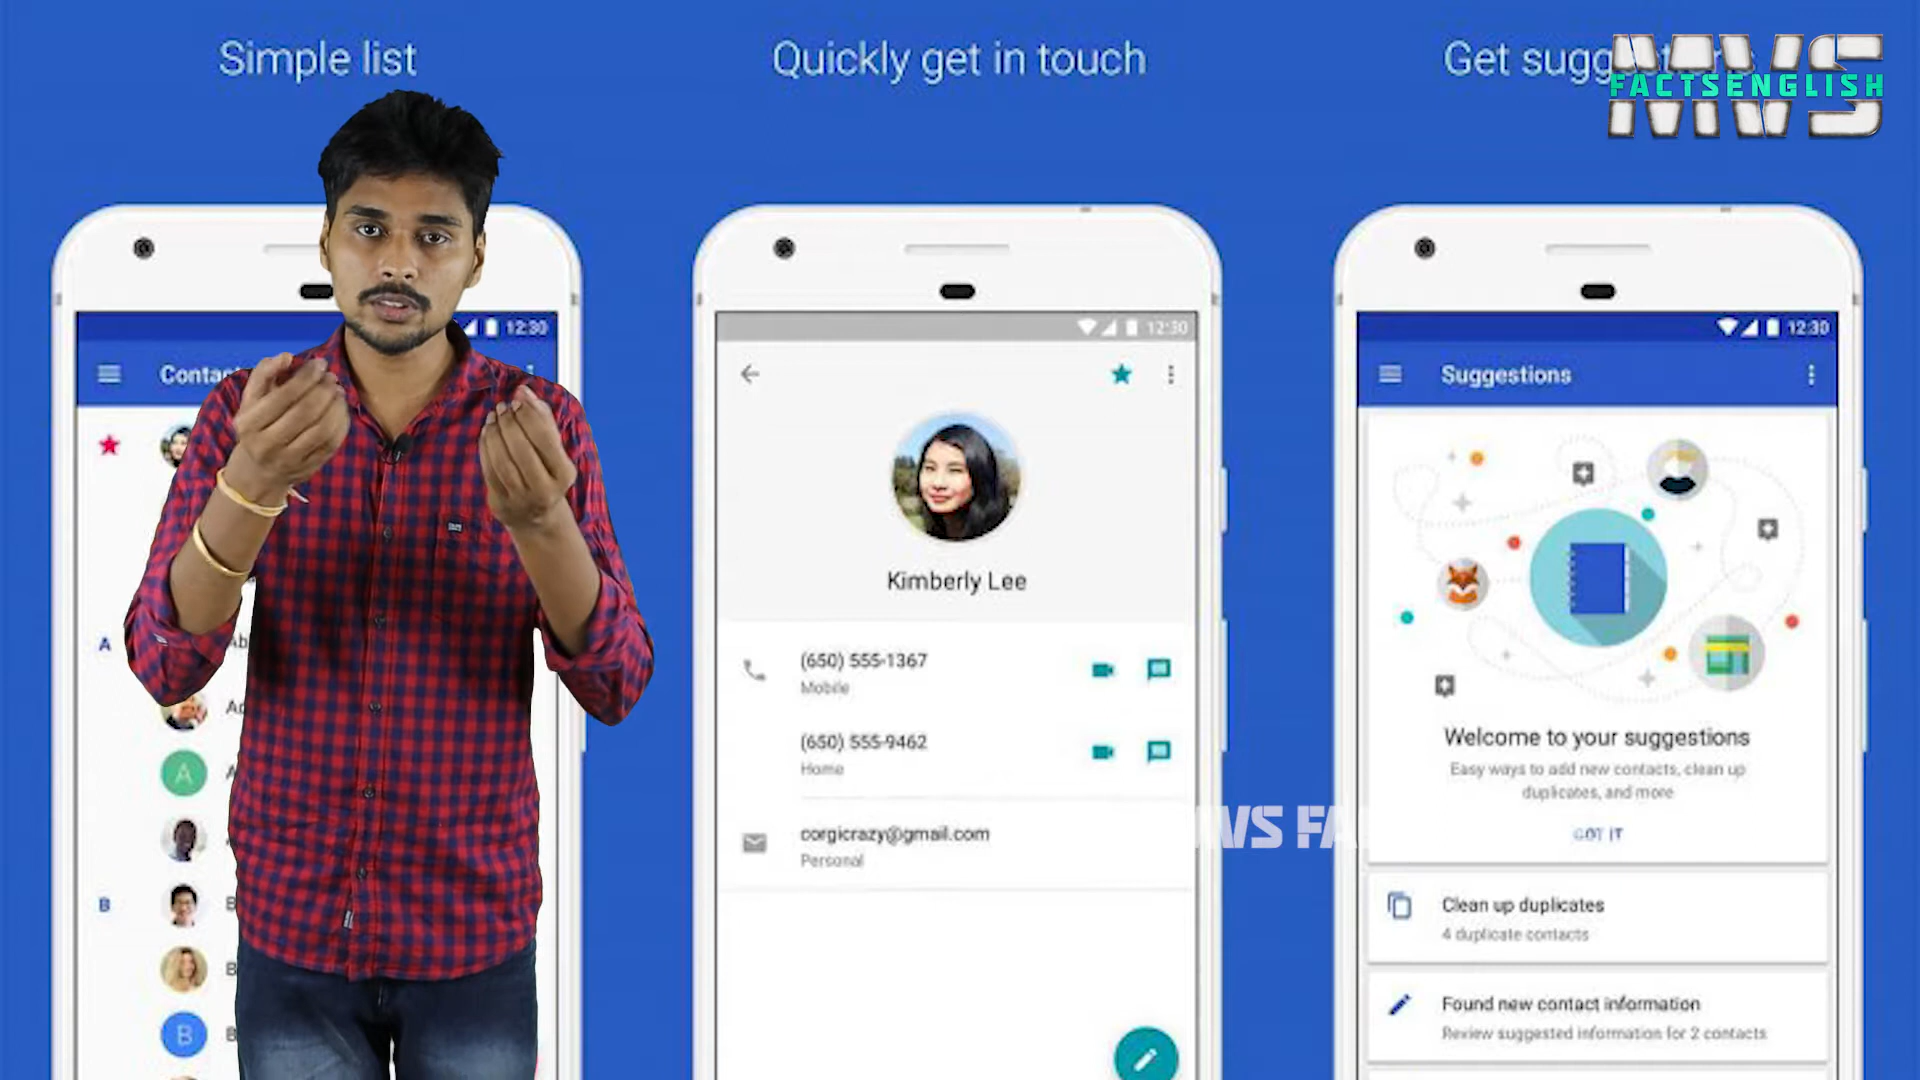 Simple list
Quickly get in touch
Get
MVS
FACTSENGLISH
12:30
A
A
B
B
12:30
Kimberly Lee
(650) 555-1367
Mobile
(650) 555-9462
Home
corgicrazy@gmail.com
Personal
MVS
12:30
Suggestions
Welcome to your suggestions
Easy ways to add new contacts, clean up
duplicates, and more
GOT IT
Clean up duplicates
4 duplicate contacts
Found new contact information
Review suggested information for 2 contacts